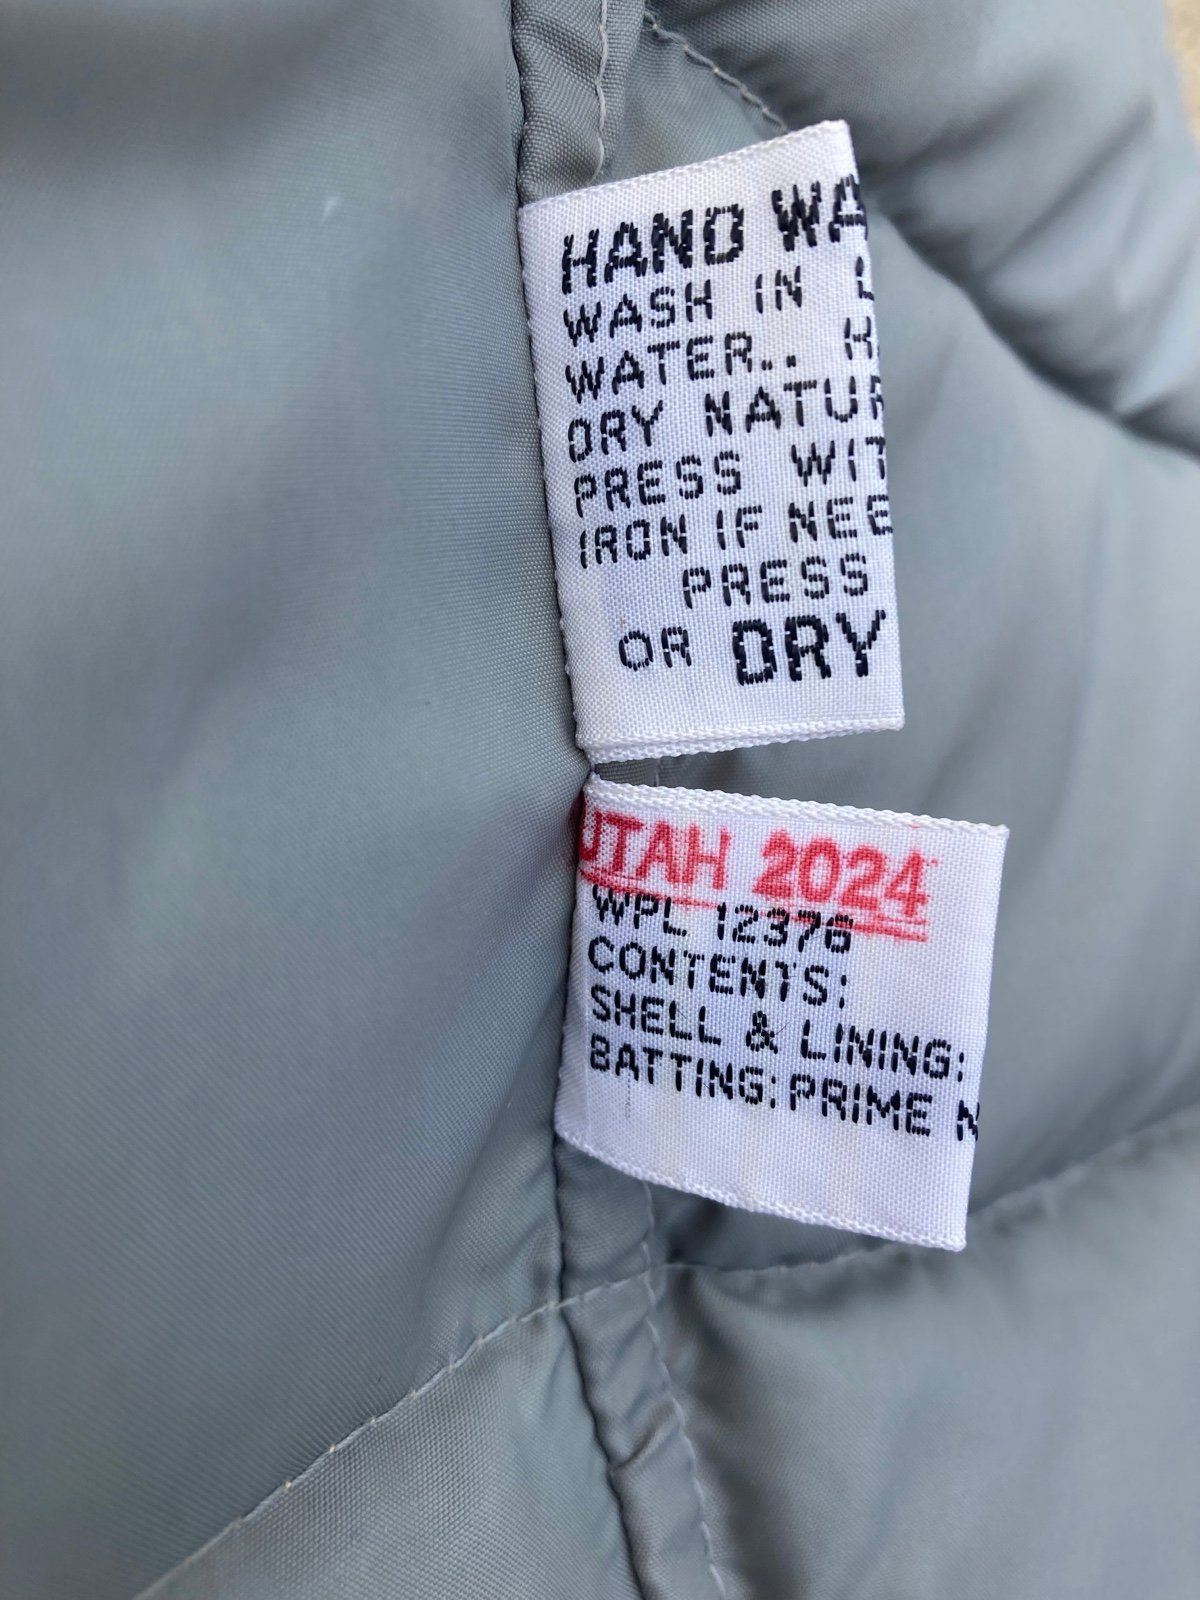 HAND WA
WASH IN L
WATER.. H
DRY NATUR
PRESS WIT
IRON IF NEE
PRESS
OR DRY
UTAH 2024
WPL 12376
CONTENTS:
SHELL & LINING:
BATTING: PRIME N